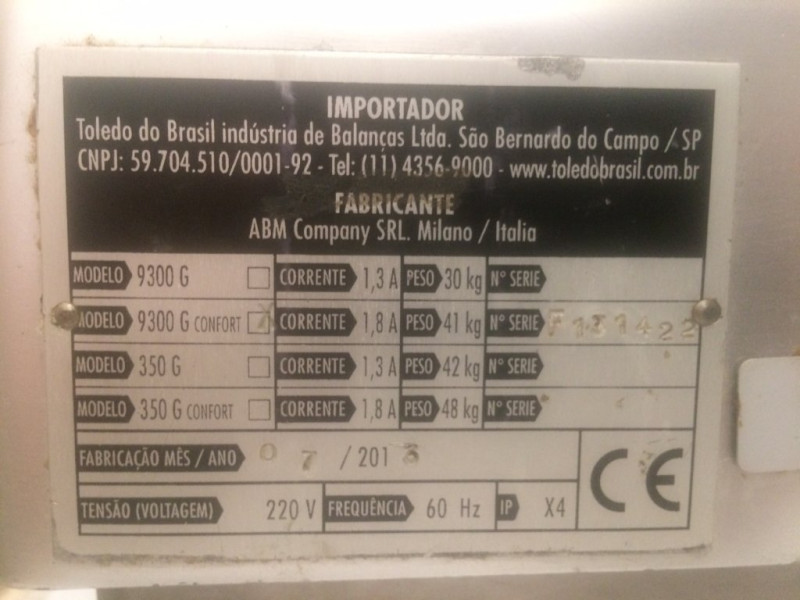 IMPORTADOR
Toledo do Brasil indústria de Balanças Ltda. São Bernardo do Campo / SP
CNPJ: 59.704.510/0001-92 - Tel: (11) 4356-9000 - www.toledobrasil.com.br
FABRICANTE
ABM Company SRL. Milano / Italia
MODELO 9300 G CORRENTE 1,3 A PESO 30 kg Nº SERIE
MODELO 9300 G CONFORT X CORRENTE 1,8 A PESO 41 kg Nº SERIE F131422
MODELO 350 G CORRENTE 1,3 A PESO 42 kg Nº SERIE
MODELO 350 G CONFORT CORRENTE 1,8 A PESO 48 kg Nº SERIE
FABRICAÇÃO MÊS / ANO 07 / 2013
CE
TENSÃO (VOLTAGEM) 220 V FREQUÊNCIA 60 Hz IP X4